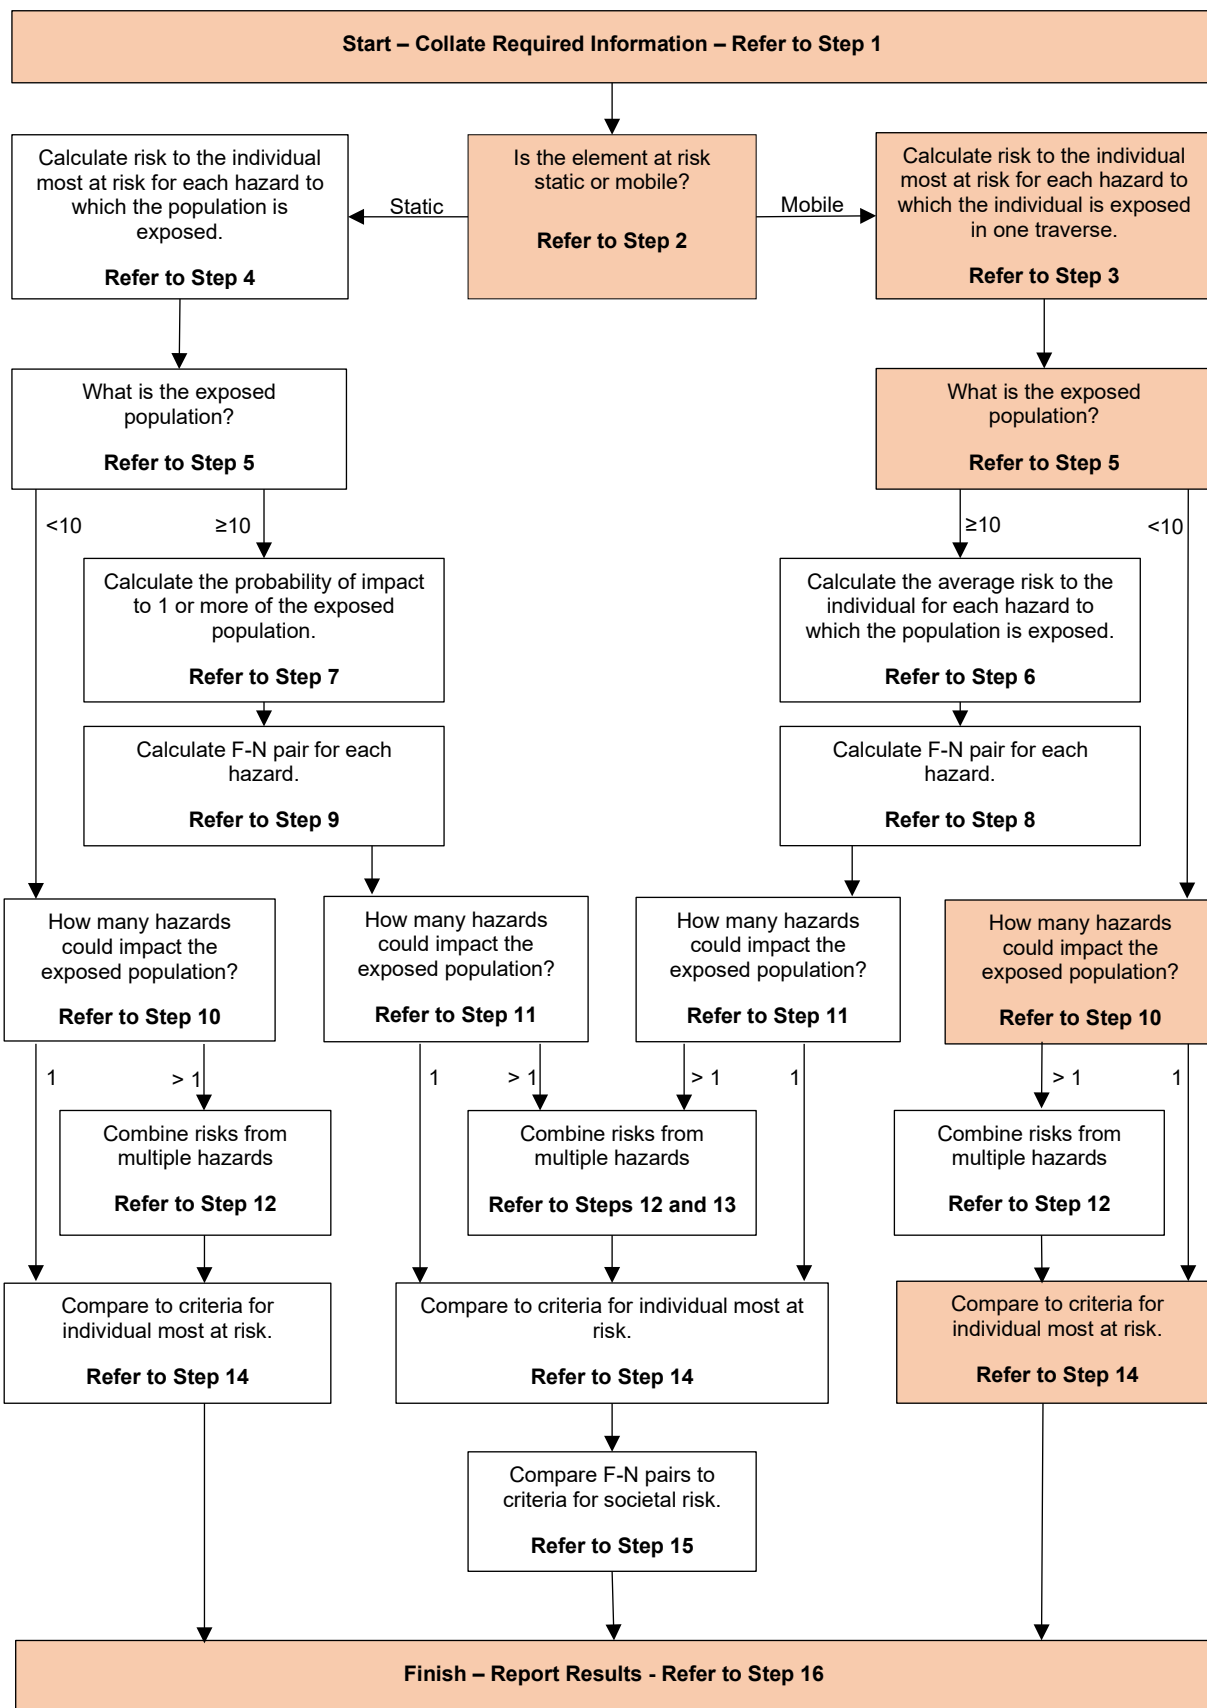 Start – Collate Required Information – Refer to Step 1
Calculate risk to the individual
most at risk for each hazard to
which the population is
exposed.
Refer to Step 4
Static
Is the element at risk
static or mobile?
Refer to Step 2
Mobile
Calculate risk to the individual
most at risk for each hazard to
which the individual is exposed
in one traverse.
Refer to Step 3
What is the exposed
population?
Refer to Step 5
What is the exposed
population?
Refer to Step 5
<10
≥10
≥10
<10
Calculate the probability of impact
to 1 or more of the exposed
population.
Refer to Step 7
Calculate the average risk to the
individual for each hazard to
which the population is exposed.
Refer to Step 6
Calculate F-N pair for each
hazard.
Refer to Step 9
Calculate F-N pair for each
hazard.
Refer to Step 8
How many hazards
could impact the
exposed population?
Refer to Step 10
How many hazards
could impact the
exposed population?
Refer to Step 11
How many hazards
could impact the
exposed population?
Refer to Step 11
How many hazards
could impact the
exposed population?
Refer to Step 10
1
> 1
1
> 1
> 1
1
> 1
1
Combine risks from
multiple hazards
Refer to Step 12
Combine risks from
multiple hazards
Refer to Steps 12 and 13
Combine risks from
multiple hazards
Refer to Step 12
Compare to criteria for
individual most at risk.
Refer to Step 14
Compare to criteria for individual most at
risk.
Refer to Step 14
Compare to criteria for
individual most at risk.
Refer to Step 14
Compare F-N pairs to
criteria for societal risk.
Refer to Step 15
Finish – Report Results - Refer to Step 16